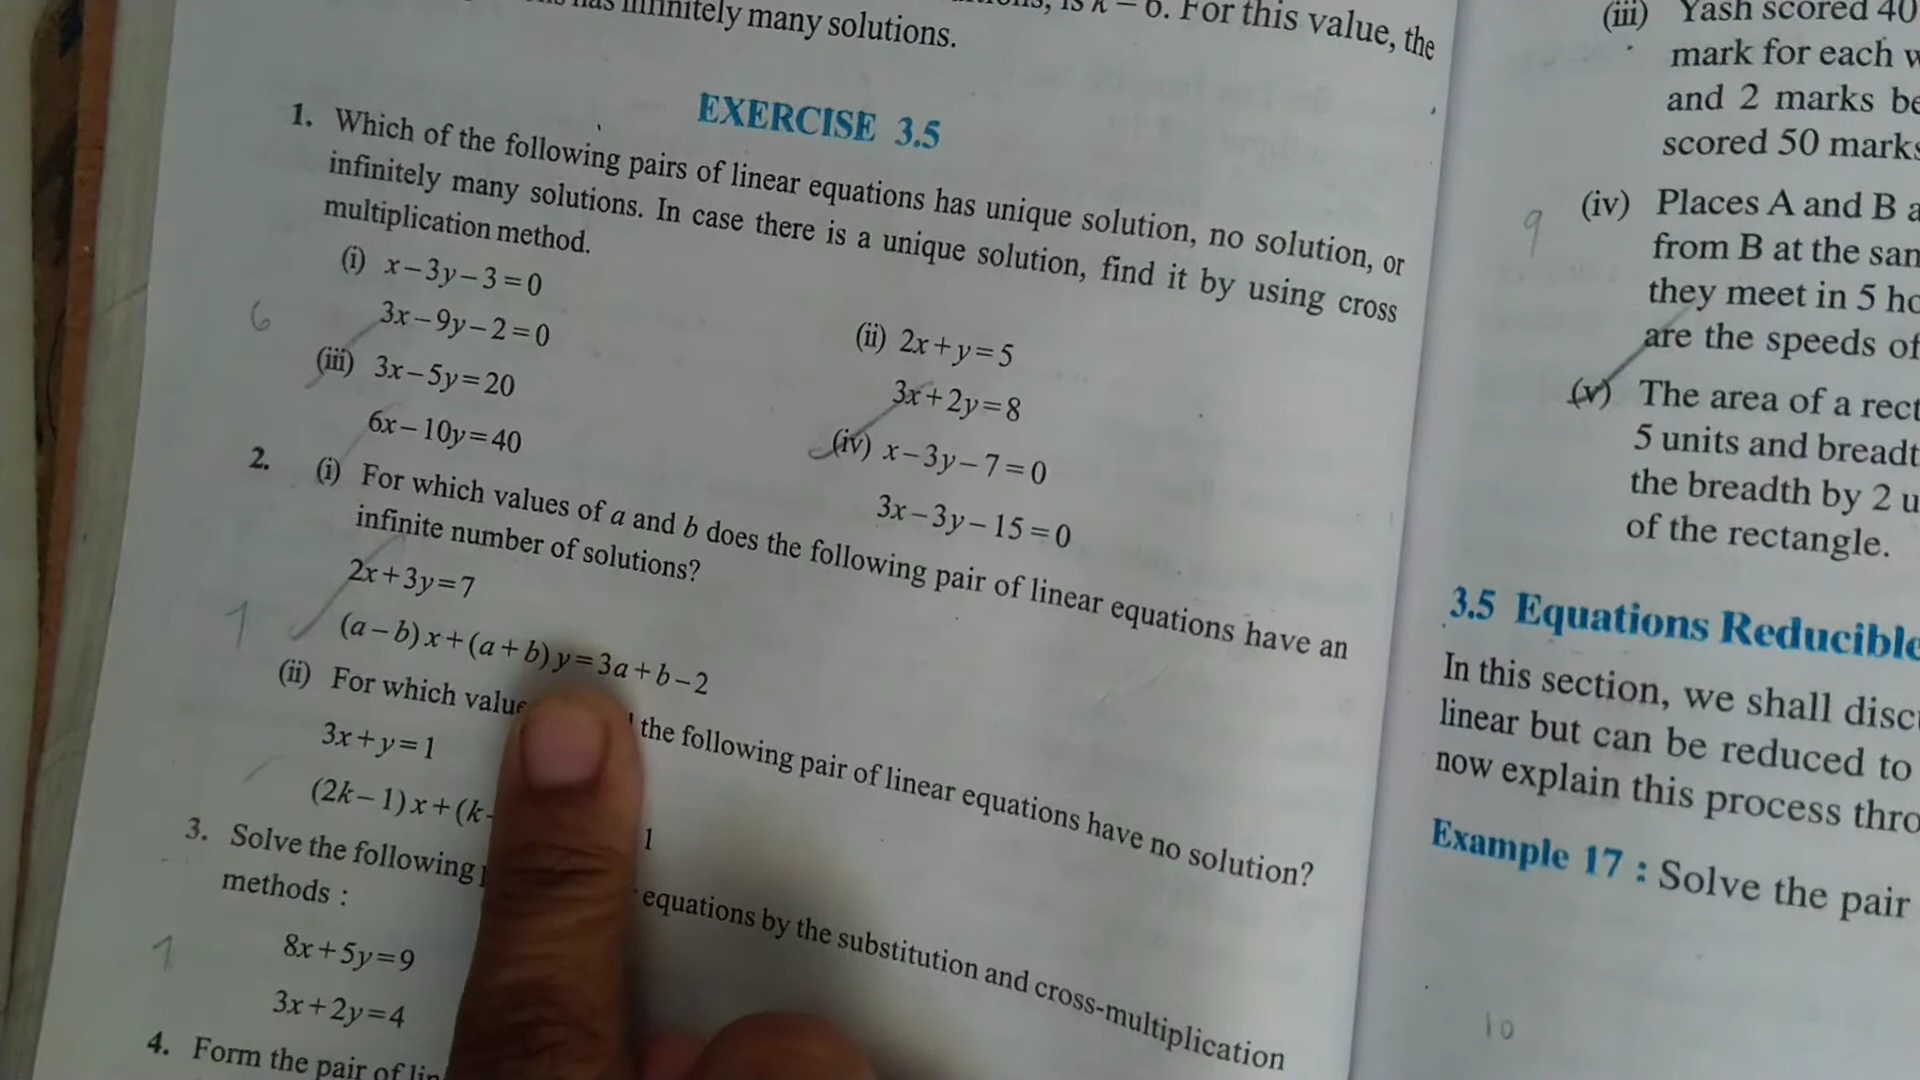 infinitely many solutions.
is k = 6. For this value, the
EXERCISE 3.5
1. Which of the following pairs of linear equations has unique solution, no solution, or
infinitely many solutions. In case there is a unique solution, find it by using cross
multiplication method.
(i) x-3y-3=0
3x-9y-2=0
(ii) 2x+y=5
3x+2y=8
(iii) 3x-5y=20
6x-10y=40
(iv) x-3y-7=0
3x-3y-15=0
6
2. (i) For which values of a and b does the following pair of linear equations have an
infinite number of solutions?
2x+3y=7
(a-b)x+(a+b)y=3a+b-2
1
(ii) For which the following pair of linear equations have no solution?
3x+y=1
(2k-1)x+(k- 1
3. Solve the following equations by the substitution and cross-multiplication
methods :
8x+5y=9
3x+2y=4
1
4. Form the pair of
(iii) Yash scored 40
mark for each
and 2 marks
scored 50 marks
(iv) Places A and B
from B at the
they meet in 5
are the speeds of
9
(v) The area of a
5 units and
the breadth by 2
of the rectangle.
3.5 Equations Reducible
In this section, we shall
linear but can be reduced to
now explain this process
Example 17 : Solve the pair
10